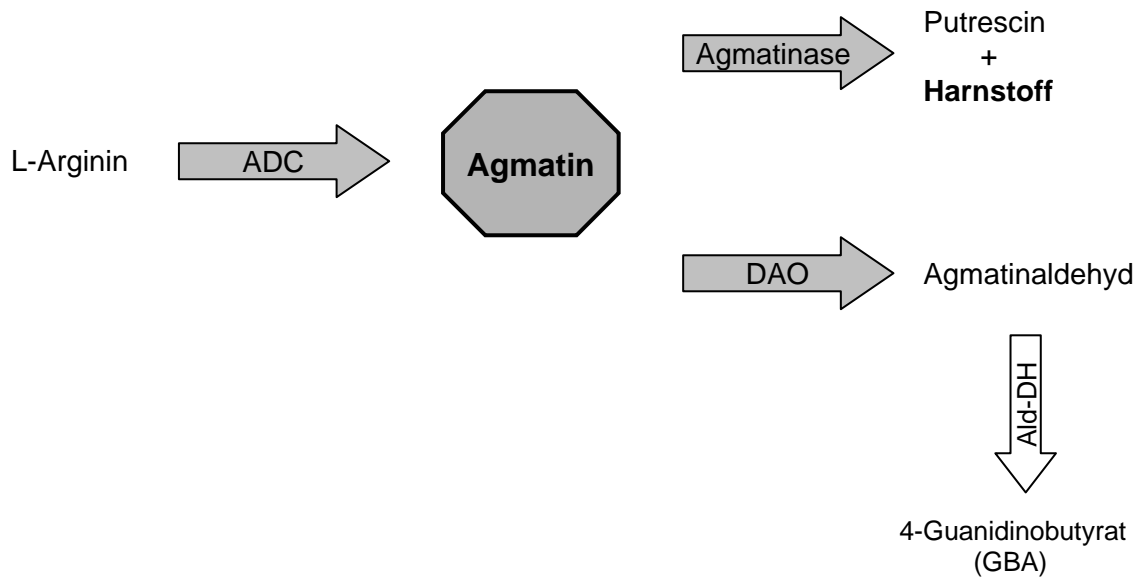 L-Arginin
ADC
Agmatin
Agmatinase
Putrescin
+
Harnstoff
DAO
Agmatinaldehyd
Ald-DH
4-Guanidinobutyrat
(GBA)